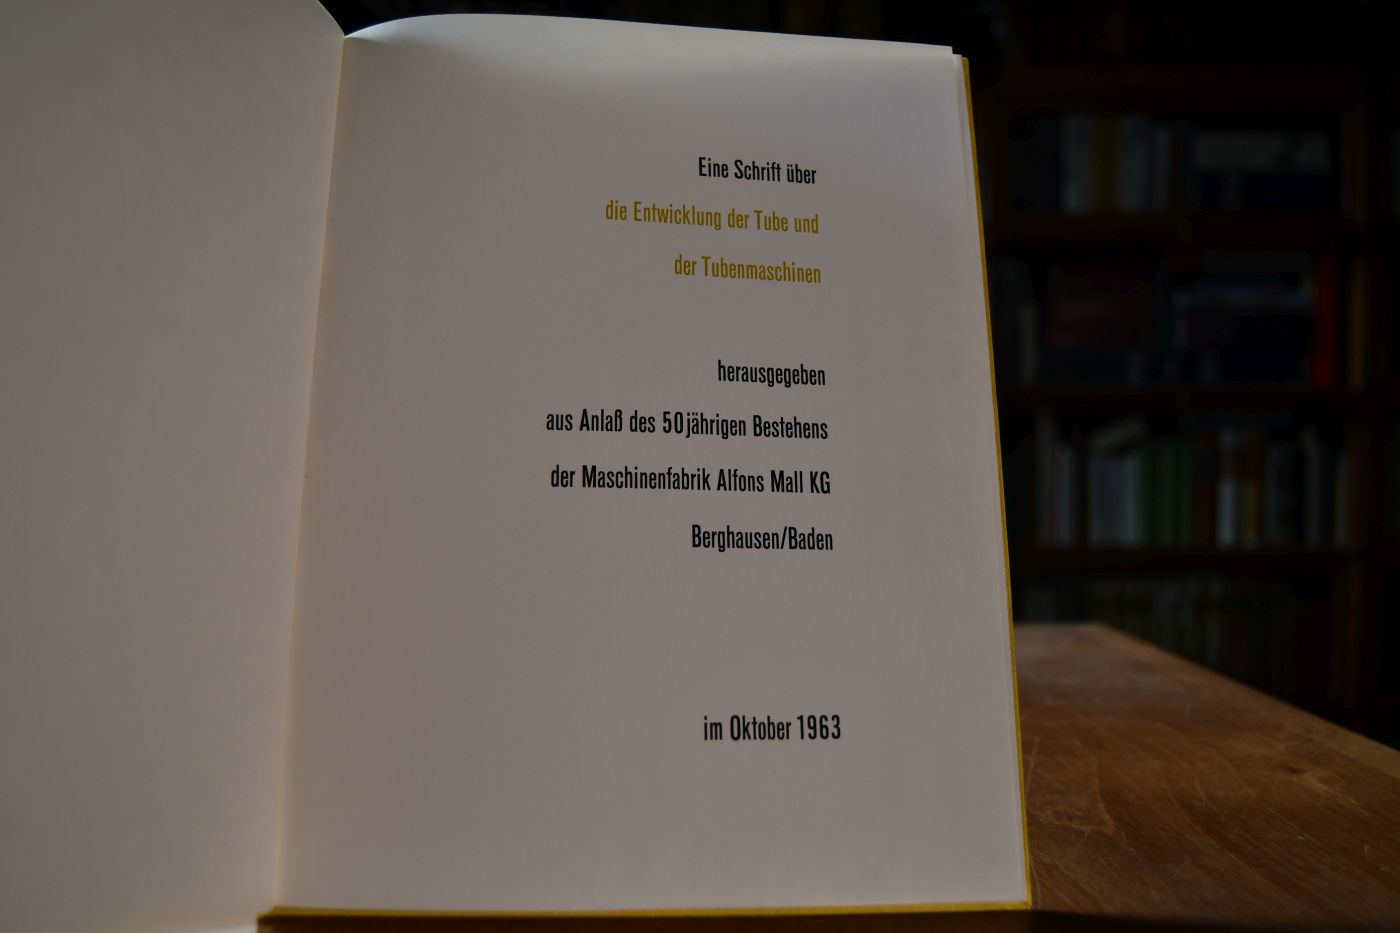 Eine Schrift über
die Entwicklung der Tube und
der Tubenmaschinen
herausgegeben
aus Anlaß des 50jährigen Bestehens
der Maschinenfabrik Alfons Mall KG
Berghausen/Baden
im Oktober 1963